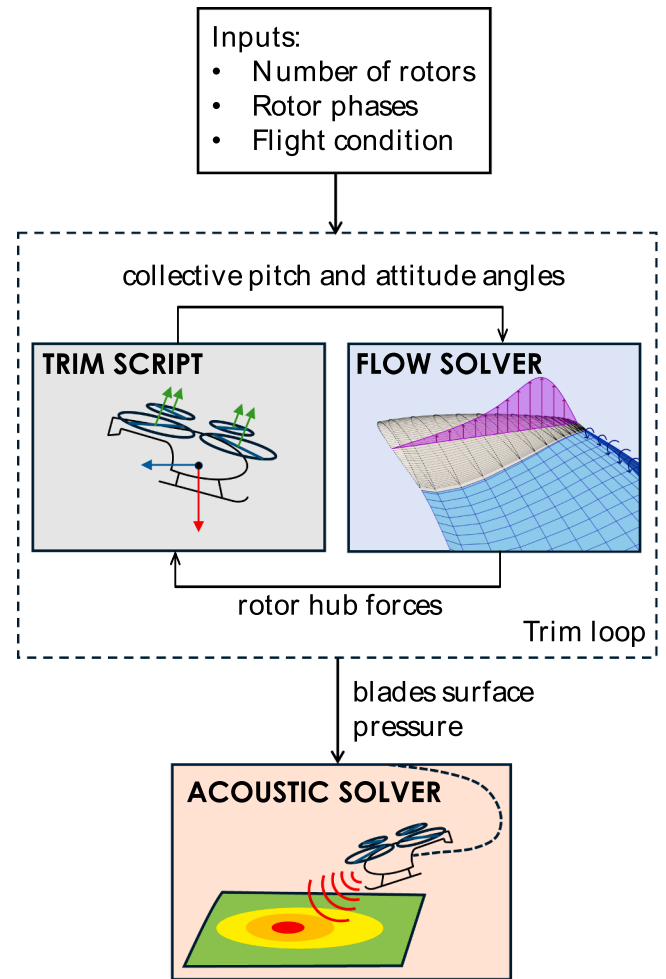 Inputs:
• Number of rotors
• Rotor phases
• Flight condition
collective pitch and attitude angles
TRIM SCRIPT
FLOW SOLVER
rotor hub forces
Trim loop
blades surface
pressure
ACOUSTIC SOLVER